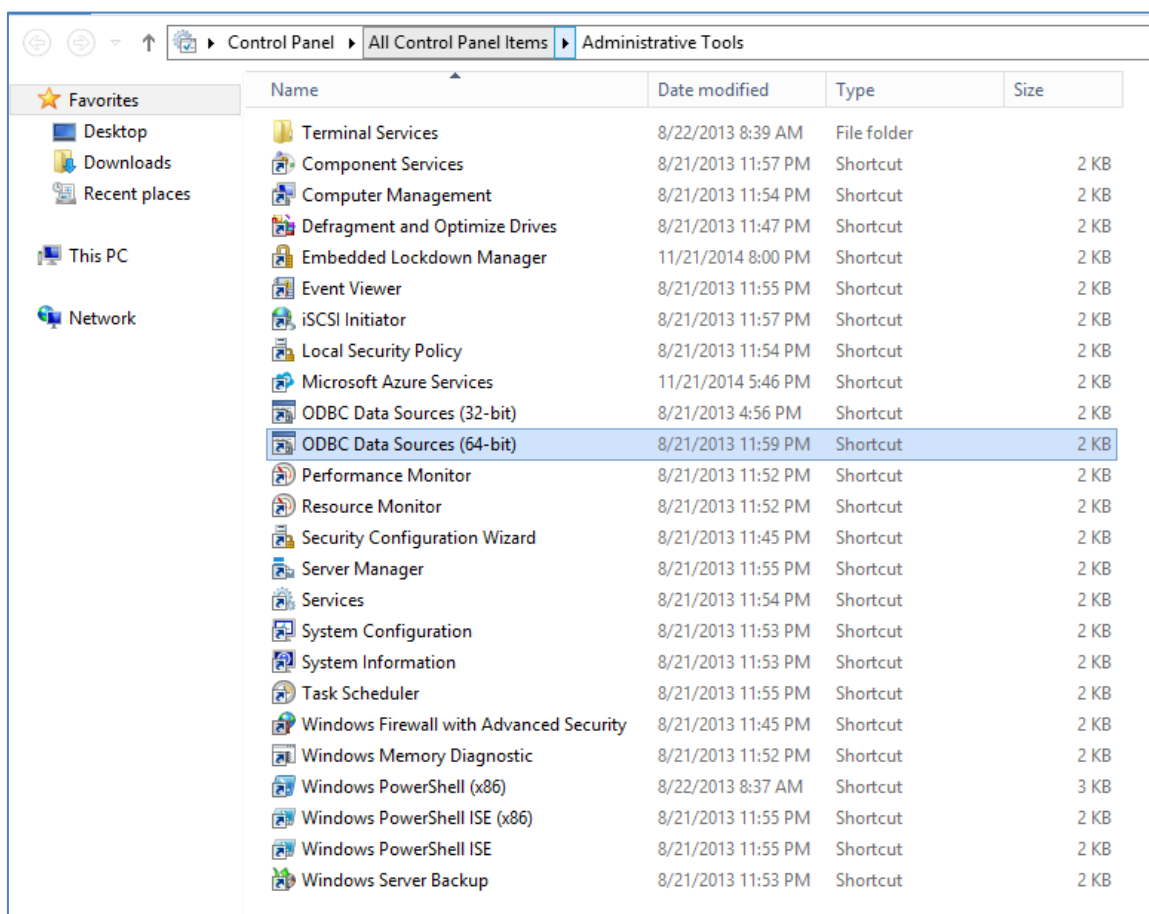 Control Panel All Control Panel Items Administrative Tools
Favorites
Desktop
Downloads
Recent places
This PC
Network
Name Date modified Type Size
Terminal Services 8/22/2013 8:39 AM File folder
Component Services 8/21/2013 11:57 PM Shortcut 2 KB
Computer Management 8/21/2013 11:54 PM Shortcut 2 KB
Defragment and Optimize Drives 8/21/2013 11:47 PM Shortcut 2 KB
Embedded Lockdown Manager 11/21/2014 8:00 PM Shortcut 2 KB
Event Viewer 8/21/2013 11:55 PM Shortcut 2 KB
iSCSI Initiator 8/21/2013 11:57 PM Shortcut 2 KB
Local Security Policy 8/21/2013 11:54 PM Shortcut 2 KB
Microsoft Azure Services 11/21/2014 5:46 PM Shortcut 2 KB
ODBC Data Sources (32-bit) 8/21/2013 4:56 PM Shortcut 2 KB
ODBC Data Sources (64-bit) 8/21/2013 11:59 PM Shortcut 2 KB
Performance Monitor 8/21/2013 11:52 PM Shortcut 2 KB
Resource Monitor 8/21/2013 11:52 PM Shortcut 2 KB
Security Configuration Wizard 8/21/2013 11:45 PM Shortcut 2 KB
Server Manager 8/21/2013 11:55 PM Shortcut 2 KB
Services 8/21/2013 11:54 PM Shortcut 2 KB
System Configuration 8/21/2013 11:53 PM Shortcut 2 KB
System Information 8/21/2013 11:53 PM Shortcut 2 KB
Task Scheduler 8/21/2013 11:55 PM Shortcut 2 KB
Windows Firewall with Advanced Security 8/21/2013 11:45 PM Shortcut 2 KB
Windows Memory Diagnostic 8/21/2013 11:52 PM Shortcut 2 KB
Windows PowerShell (x86) 8/22/2013 8:37 AM Shortcut 3 KB
Windows PowerShell ISE (x86) 8/21/2013 11:55 PM Shortcut 2 KB
Windows PowerShell ISE 8/21/2013 11:55 PM Shortcut 2 KB
Windows Server Backup 8/21/2013 11:53 PM Shortcut 2 KB